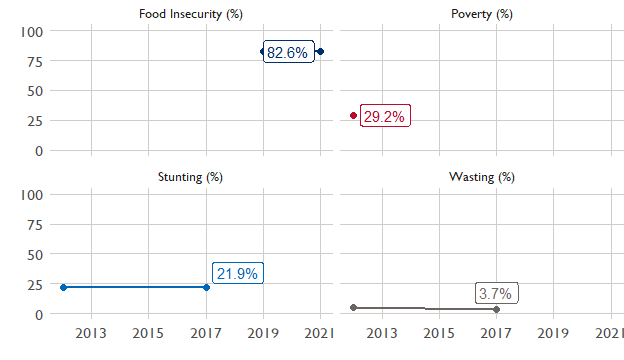 Food Insecurity (%)
Poverty (%)
100
75
50
25
0
82.6%
29.2%
Stunting (%)
Wasting (%)
100
75
50
25
0
21.9%
3.7%
2013 2015 2017 2019 2021
2013 2015 2017 2019 2021